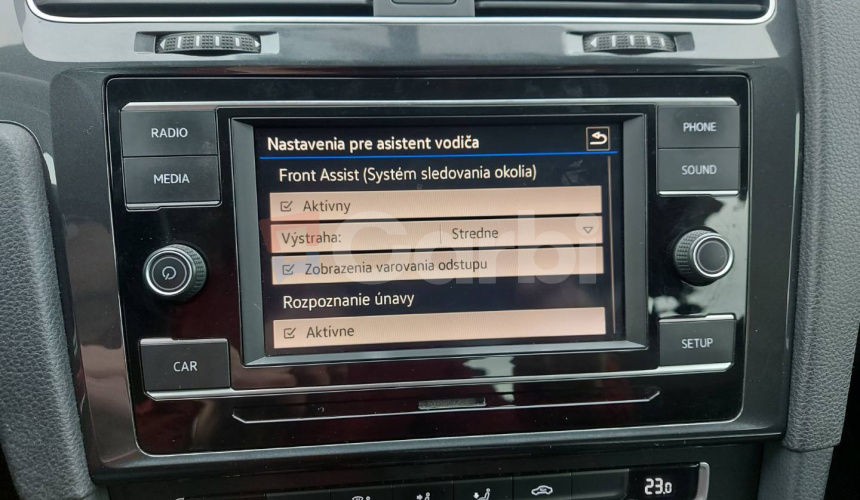 RADIO
MEDIA
CAR
PHONE
SOUND
SETUP
Nastavenia pre asistent vodiča
Front Assist (Systém sledovania okolia)
Aktívny
Výstraha: Stredne
Zobrazenia varovania odstupu
Rozpoznanie únavy
Aktívne
Garbi
23.0